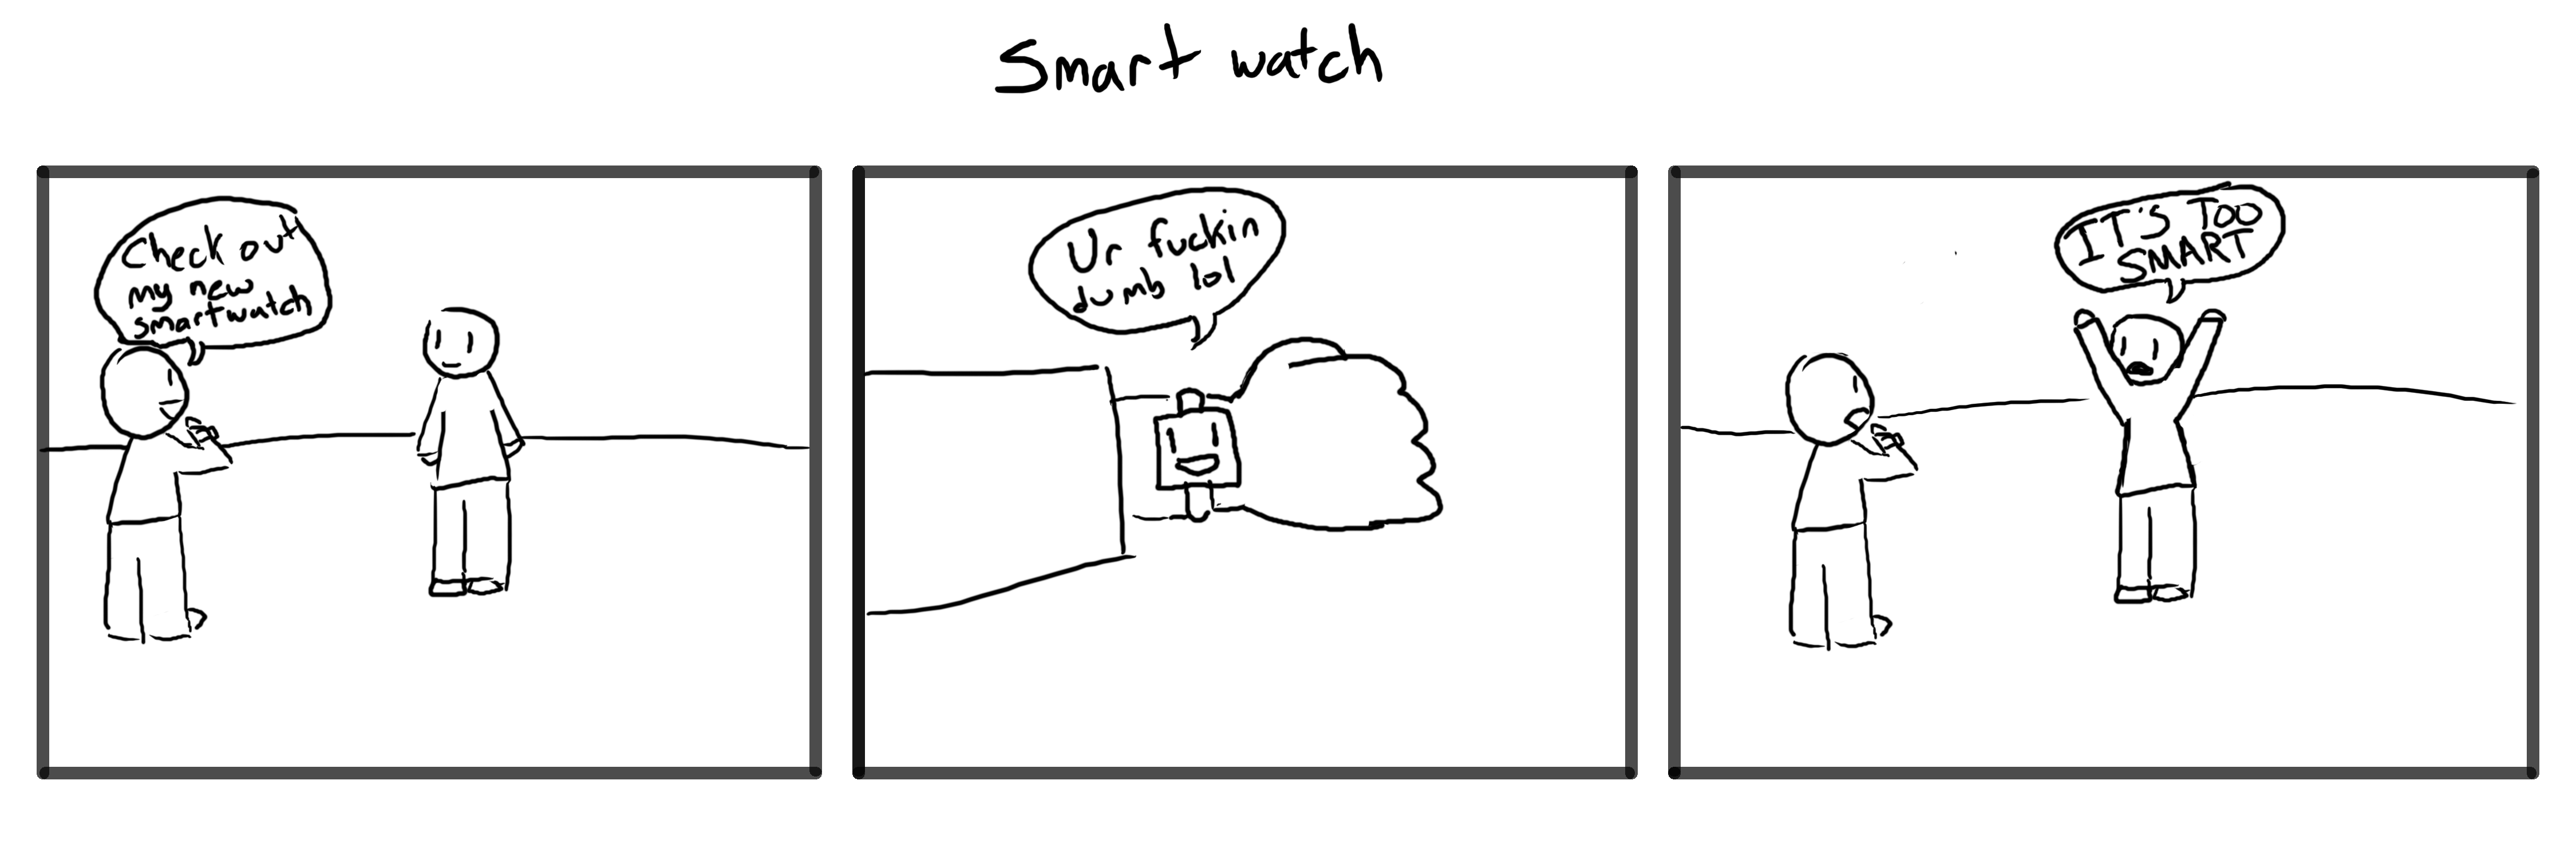 Smart watch
Check out
my new
smartwatch
Ur fuckin
dumb lol
IT'S TOO
SMART